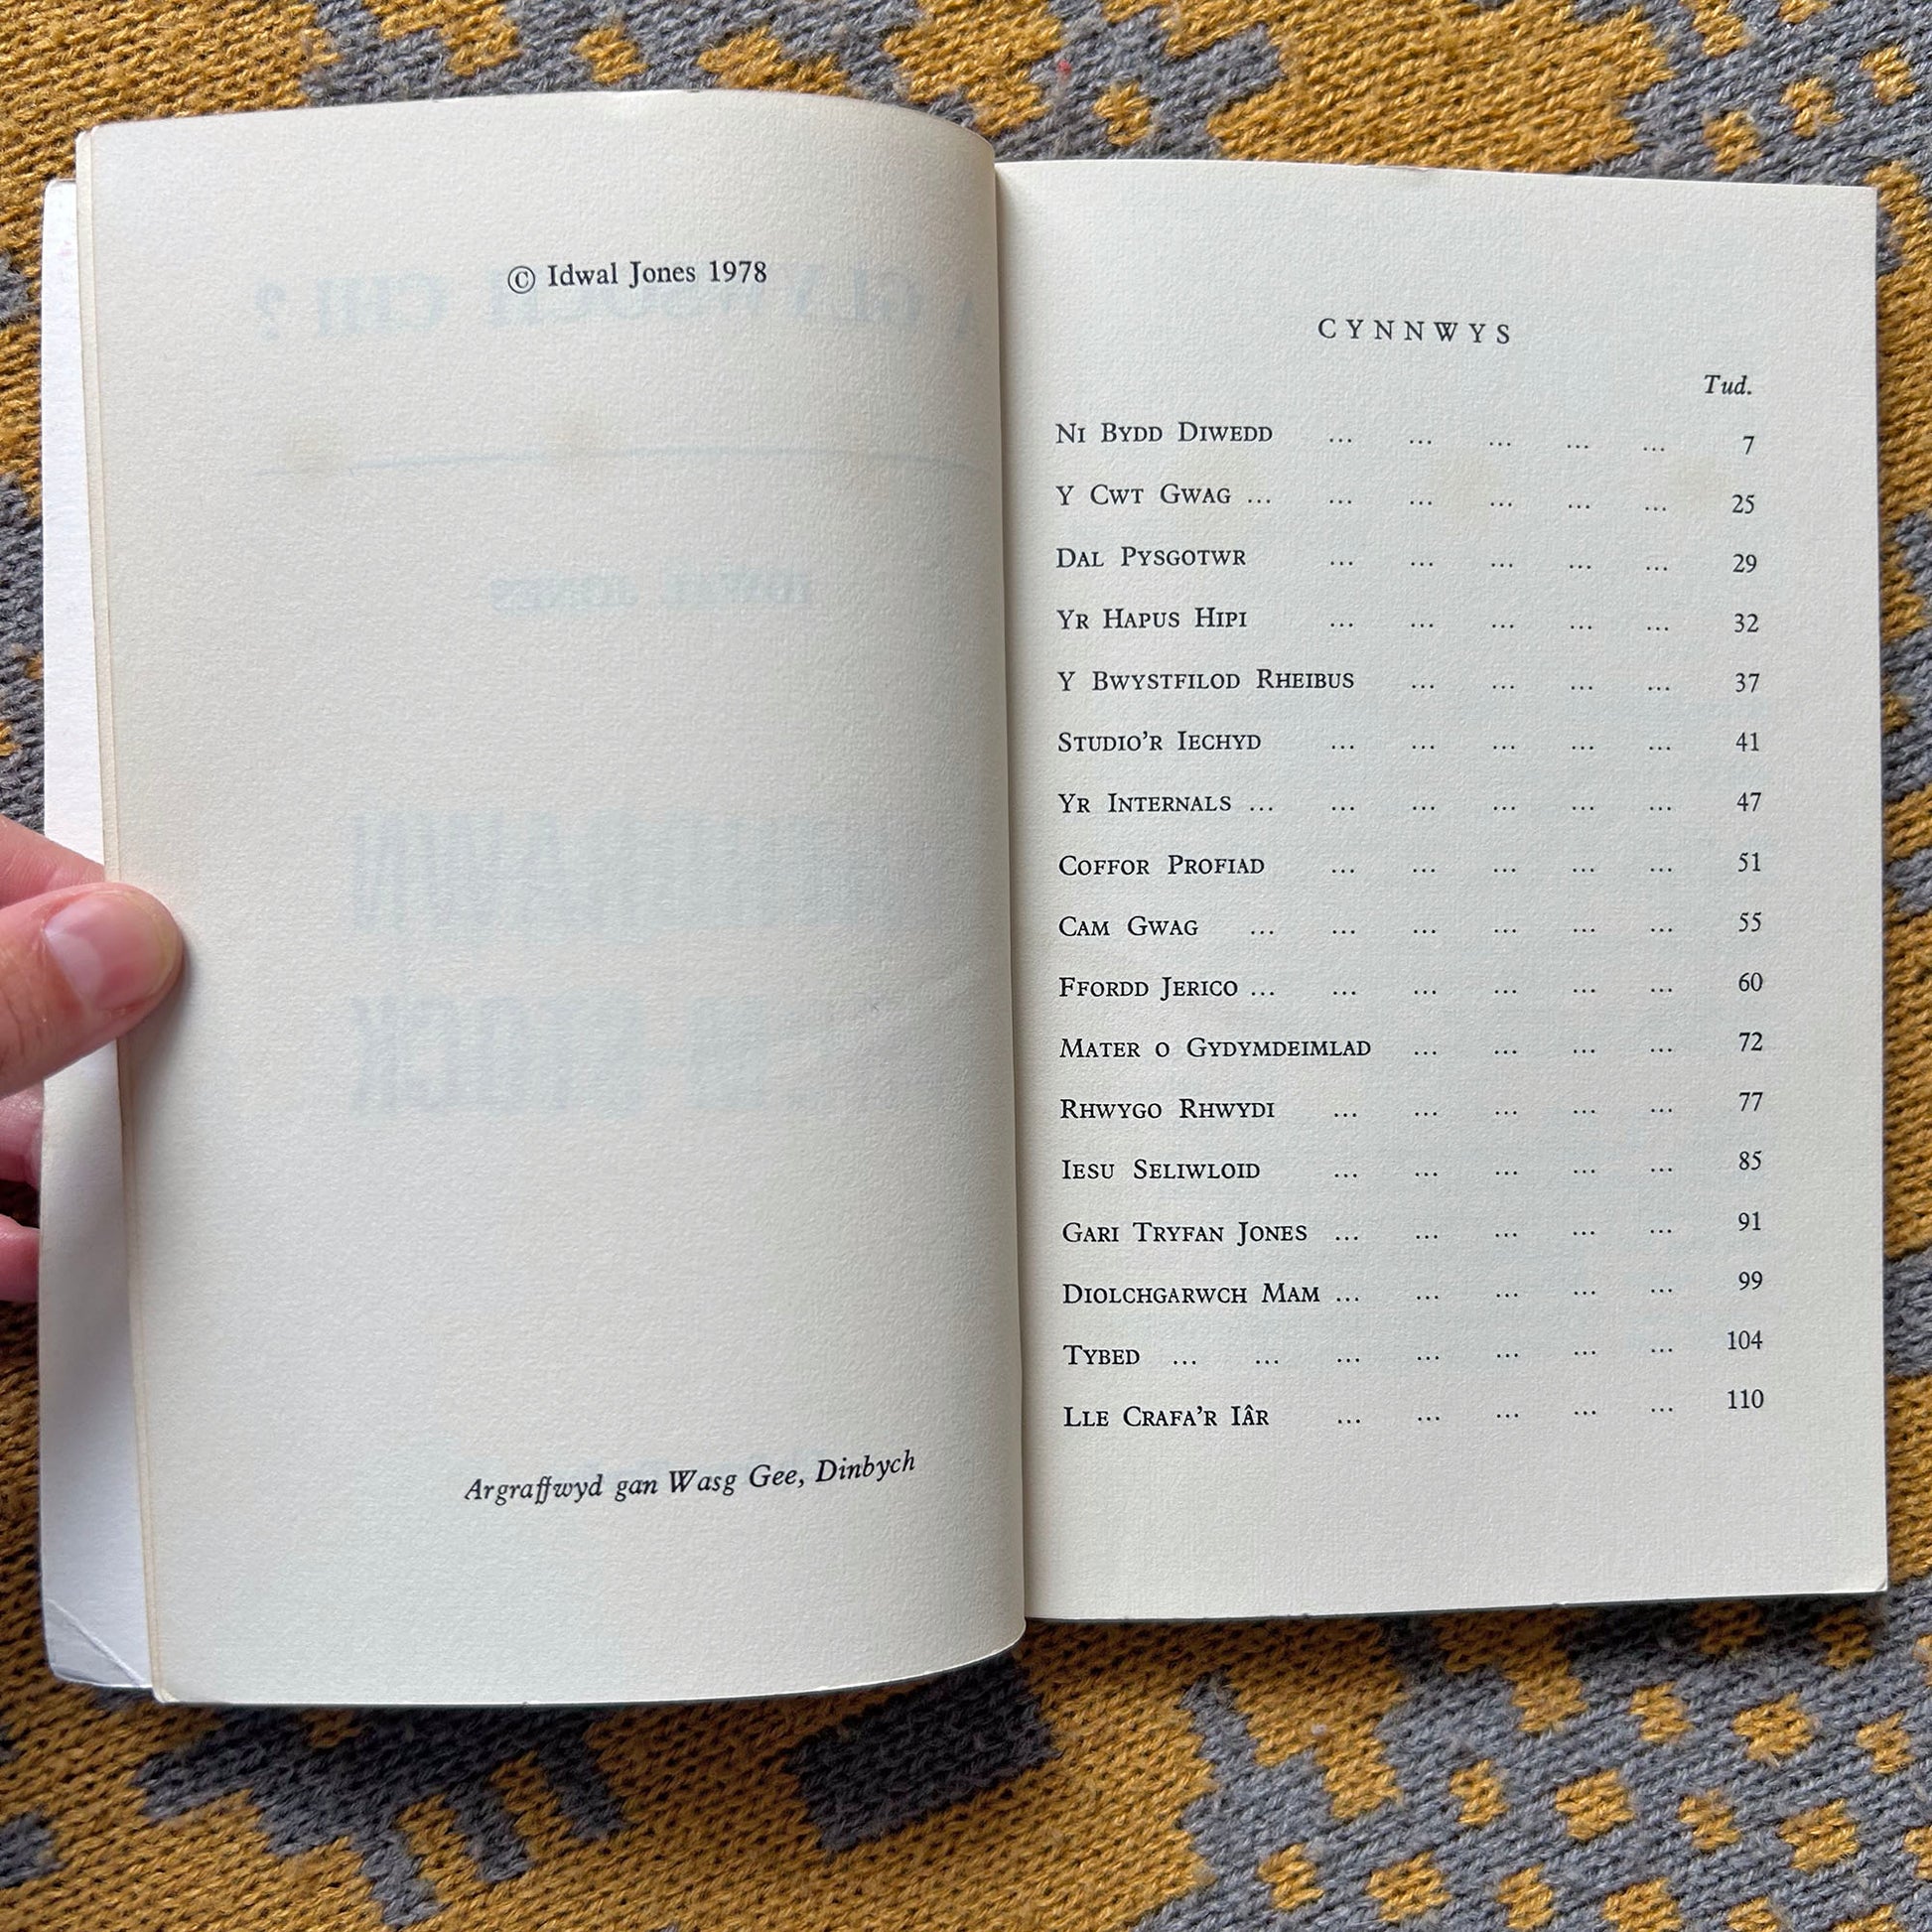 © Idwal Jones 1978
Argraffwyd gan Wasg Gee, Dinbych
CYNNWYS
Tud.
Ni Bydd Diwedd ... ... ... ... ... 7
Y Cwt Gwag ... ... ... ... ... ... 25
Dal Pysgotwr ... ... ... ... ... 29
Yr Hapus Hipi ... ... ... ... ... 32
Y Bwystfilod Rheibus ... ... ... ... 37
Studio'r Iechyd ... ... ... ... ... 41
Yr Internals ... ... ... ... ... ... 47
Coffor Profiad ... ... ... ... ... 51
Cam Gwag ... ... ... ... ... ... 55
Ffordd Jerico ... ... ... ... ... ... 60
Mater o Gydymdeimlad ... ... ... ... 72
Rhwygo Rhwydi ... ... ... ... ... 77
Iesu Seliwloid ... ... ... ... ... 85
Gari Tryfan Jones ... ... ... ... ... 91
Diolchgarwch Mam ... ... ... ... ... 99
Tybed ... ... ... ... ... ... ... 104
Lle Crafa'r Iâr ... ... ... ... ... 110